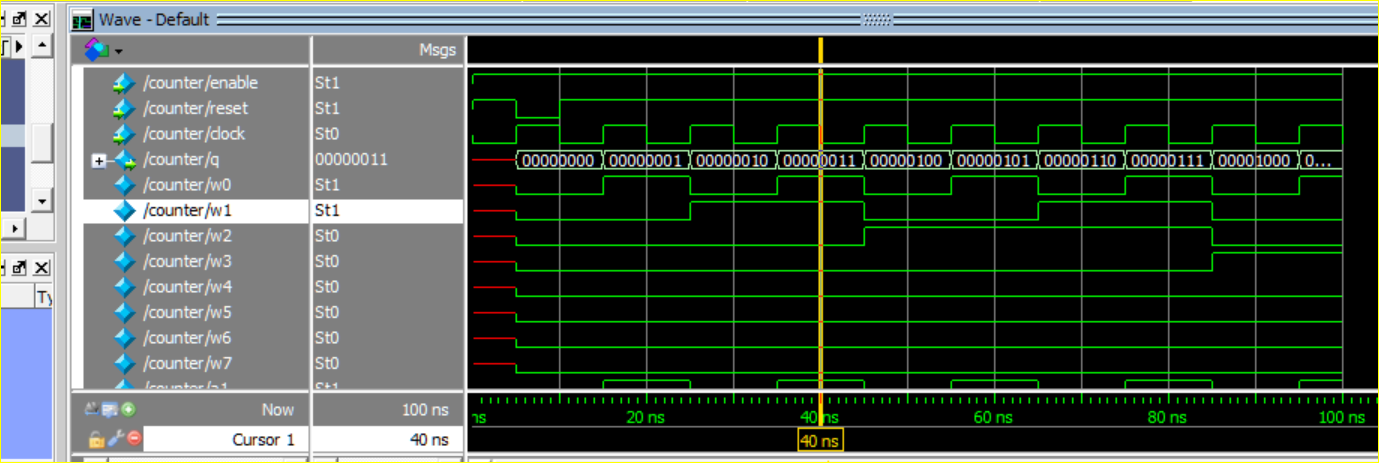 Wave - Default
Msgs
/counter/enable St1
/counter/reset St1
/counter/clock St0
/counter/q 00000011 00000000 00000001 00000010 00000011 00000100 00000101 00000110 00000111 00001000 0...
/counter/w0 St1
/counter/w1 St1
/counter/w2 St0
/counter/w3 St0
/counter/w4 St0
/counter/w5 St0
/counter/w6 St0
/counter/w7 St0
/counter/a1 St1
Now 100 ns ns 20 ns 40 ns 60 ns 80 ns 100 ns
Cursor 1 40 ns 40 ns